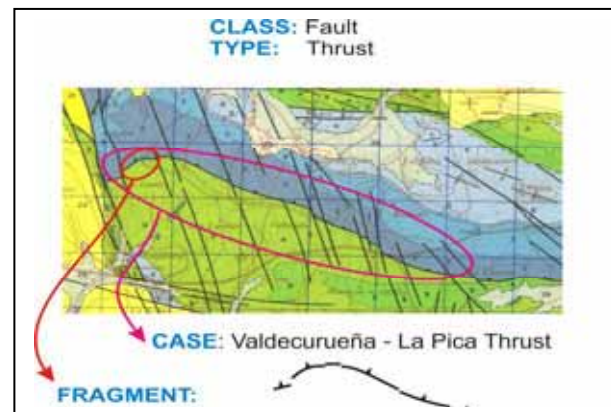 CLASS: Fault
TYPE: Thrust
CASE: Valdecurueña - La Pica Thrust
FRAGMENT: